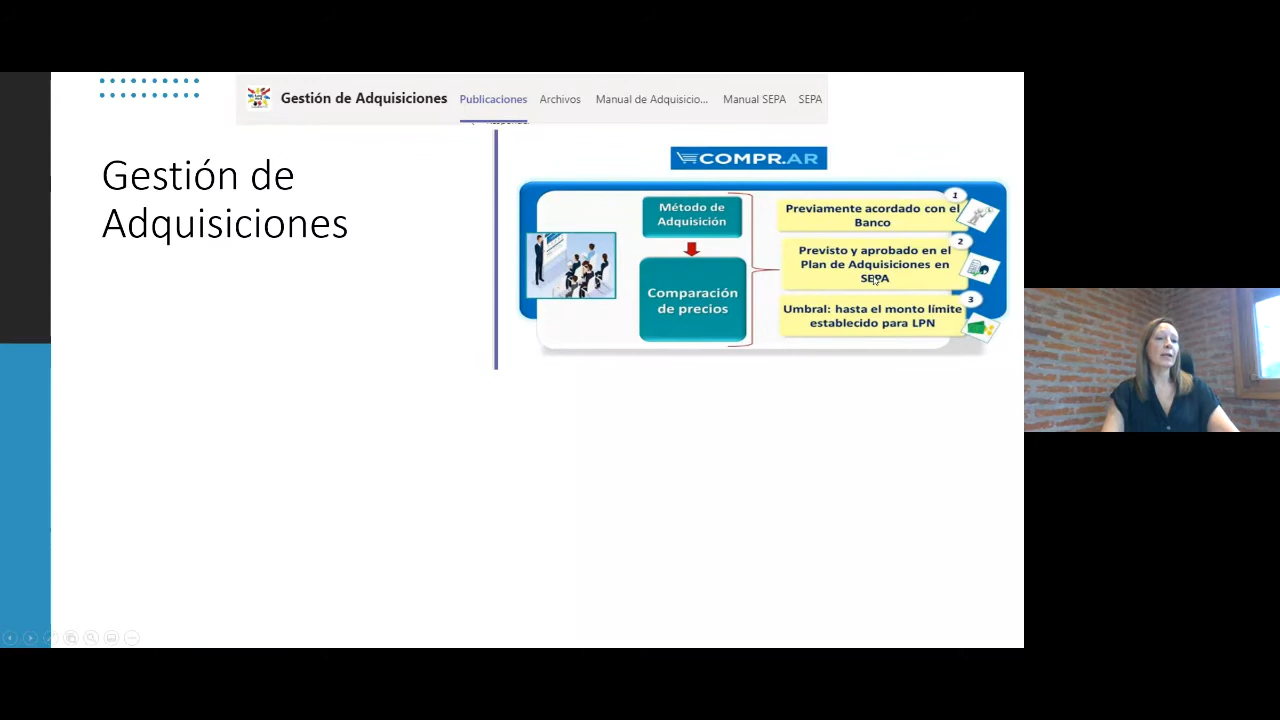 Gestión de Adquisiciones Publicaciones Archivos Manual de Adquisicio... Manual SEPA SEPA
Gestión de
Adquisiciones
COMPR.AR
Método de
Adquisición
Comparación
de precios
1
Previamente acordado con el
Banco
2
Previsto y aprobado en el
Plan de Adquisiciones en
SEPA
3
Umbral: hasta el monto límite
establecido para LPN